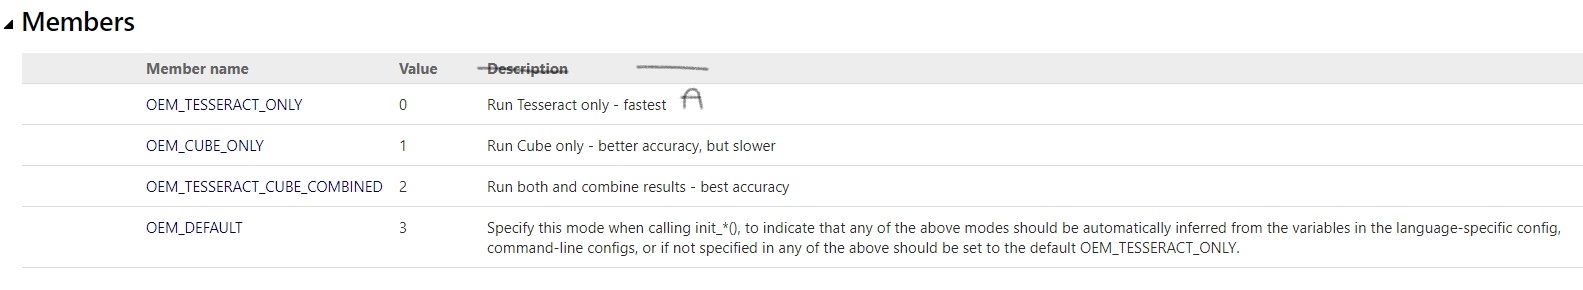 Members
Member name Value Description
OEM_TESSERACT_ONLY 0 Run Tesseract only - fastest A
OEM_CUBE_ONLY 1 Run Cube only - better accuracy, but slower
OEM_TESSERACT_CUBE_COMBINED 2 Run both and combine results - best accuracy
OEM_DEFAULT 3 Specify this mode when calling init_*(), to indicate that any of the above modes should be automatically inferred from the variables in the language-specific config,
command-line configs, or if not specified in any of the above should be set to the default OEM_TESSERACT_ONLY.